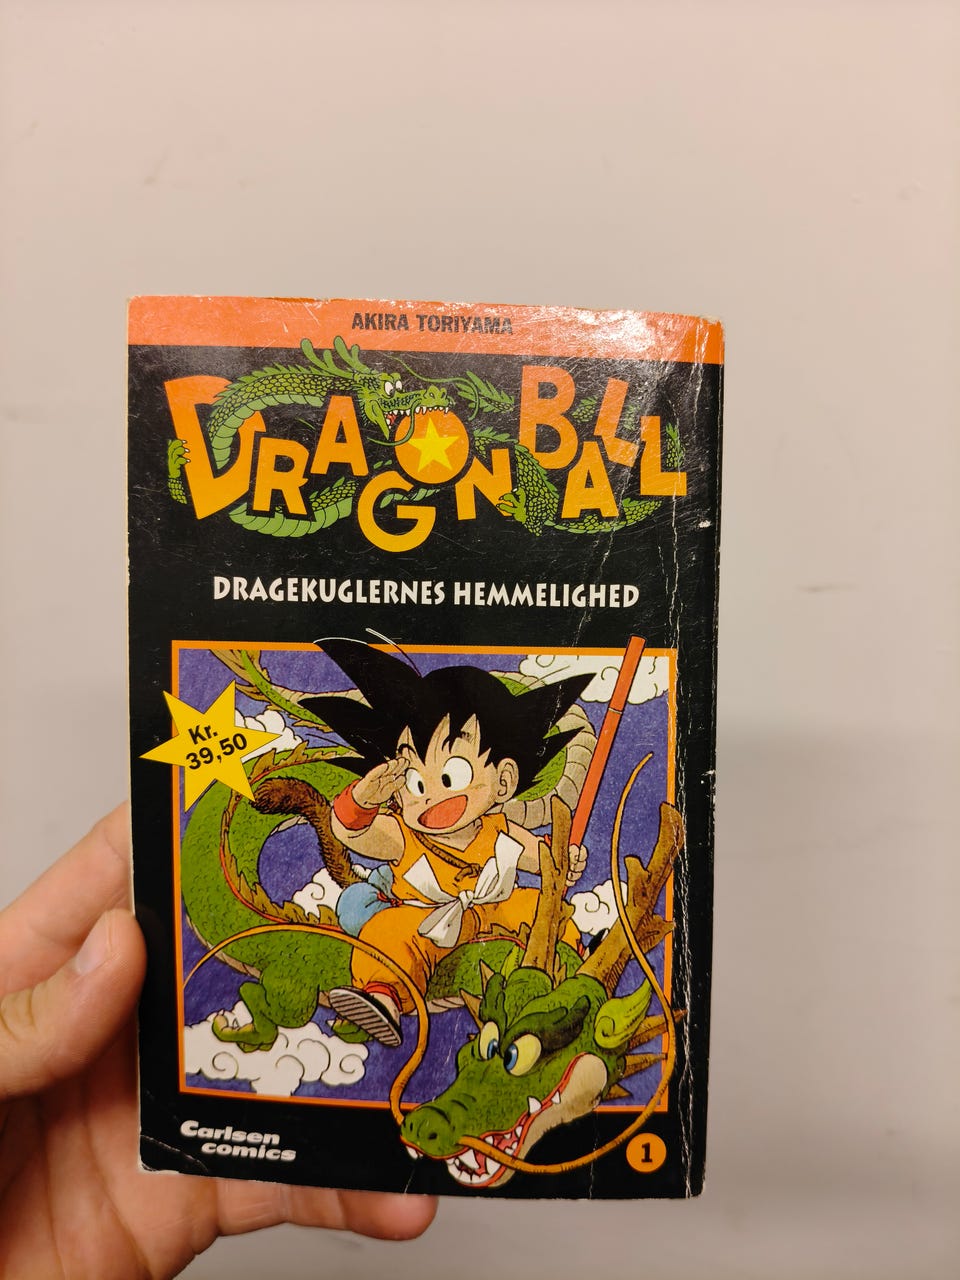 AKIRA TORIYAMA
DRAGON BALL
DRAGEKUGLERNES HEMMELIGHED
Kr.
39,50
Carlsen
comics
1